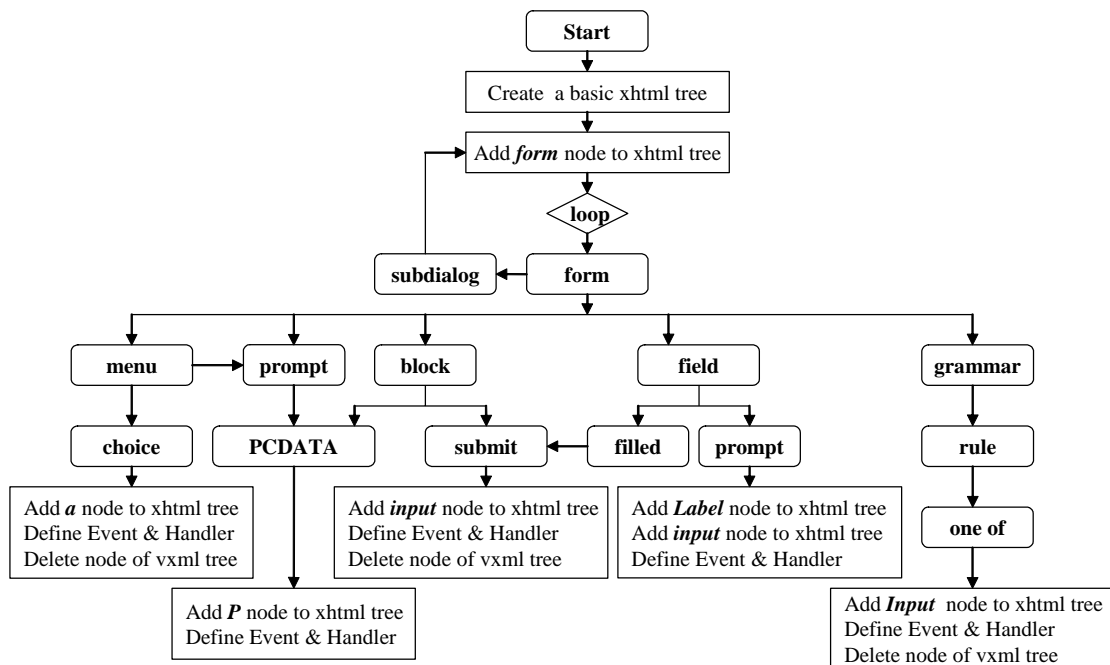 Start
Create a basic xhtml tree
Add form node to xhtml tree
loop
subdialog
form
menu
prompt
block
field
grammar
choice
PCDATA
submit
filled
prompt
rule
Add a node to xhtml tree
Define Event & Handler
Delete node of vxml tree
Add input node to xhtml tree
Define Event & Handler
Delete node of vxml tree
Add Label node to xhtml tree
Add input node to xhtml tree
Define Event & Handler
one of
Add P node to xhtml tree
Define Event & Handler
Add Input node to xhtml tree
Define Event & Handler
Delete node of vxml tree